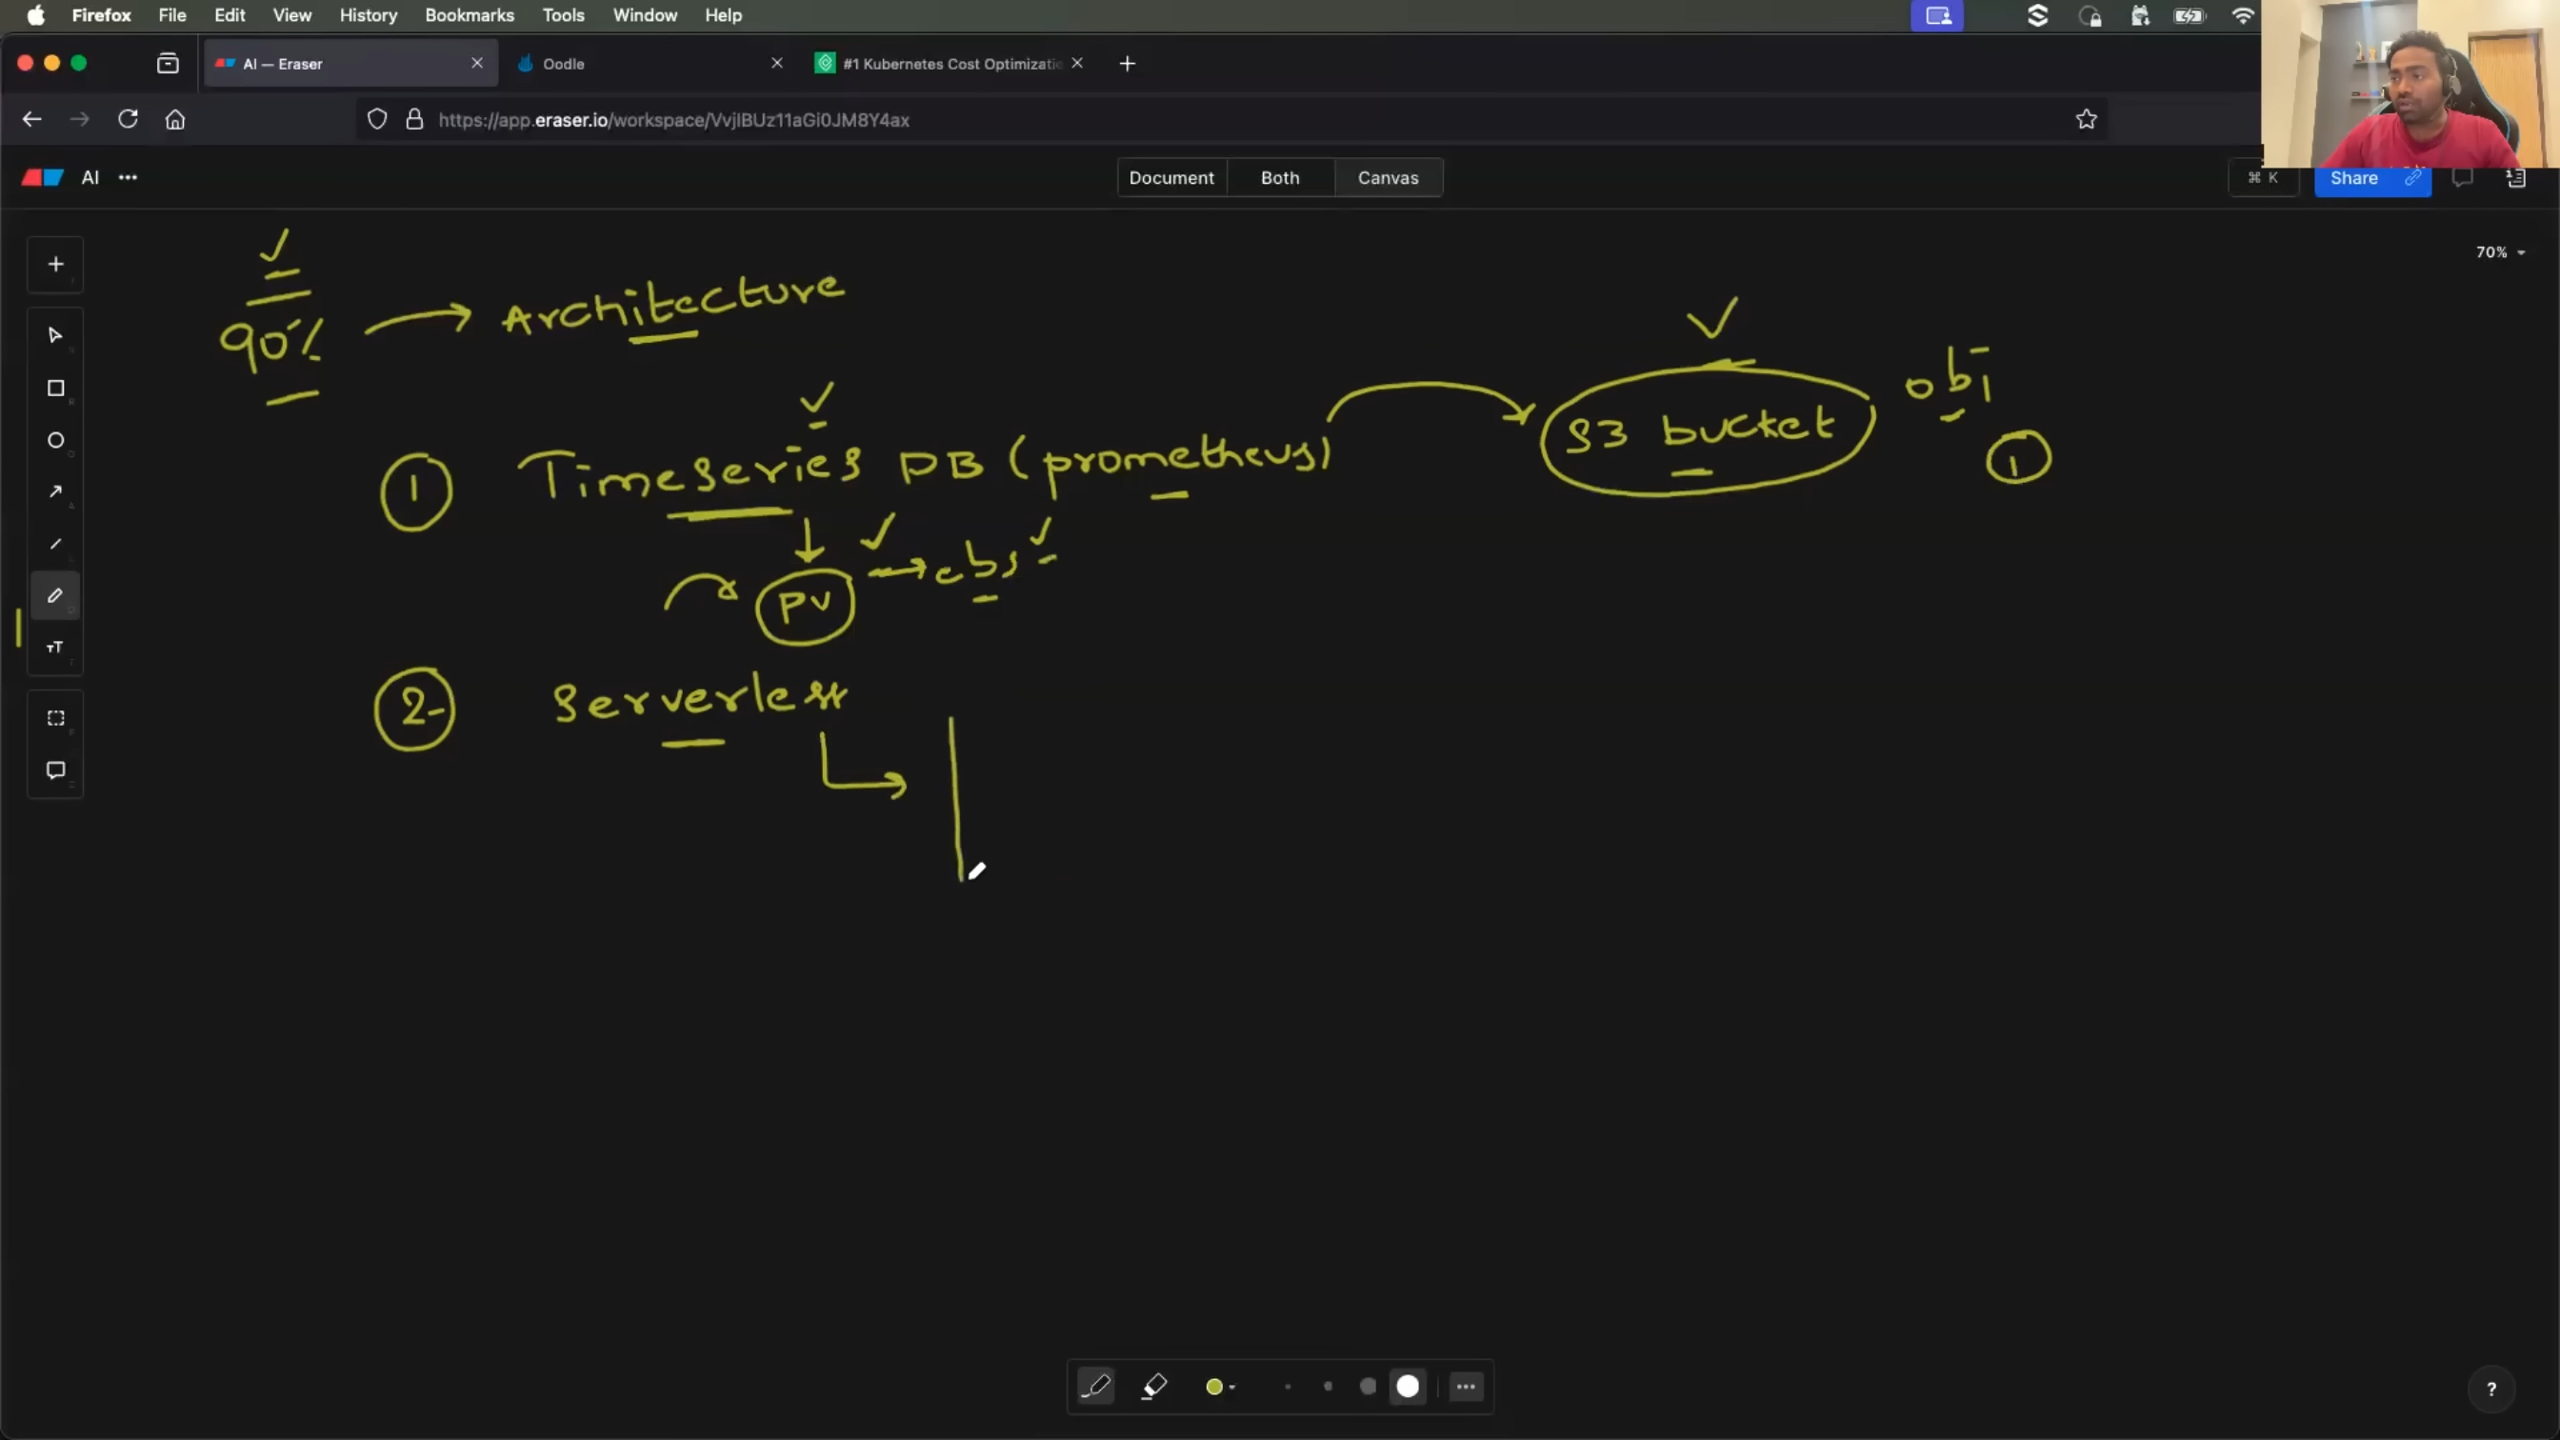 Firefox File Edit View History Bookmarks Tools Window Help
AI — Eraser
Oodle
#1 Kubernetes Cost Optimizatio
https://app.eraser.io/workspace/VvjlBUz11aGi0JM8Y4ax
AI ...
Document Both Canvas
⌘ K
Share
70%
90% → Architecture
1 Timeseries DB (prometheus)
S3 bucket
obj
1
PV → ebs
2 Serverless
?